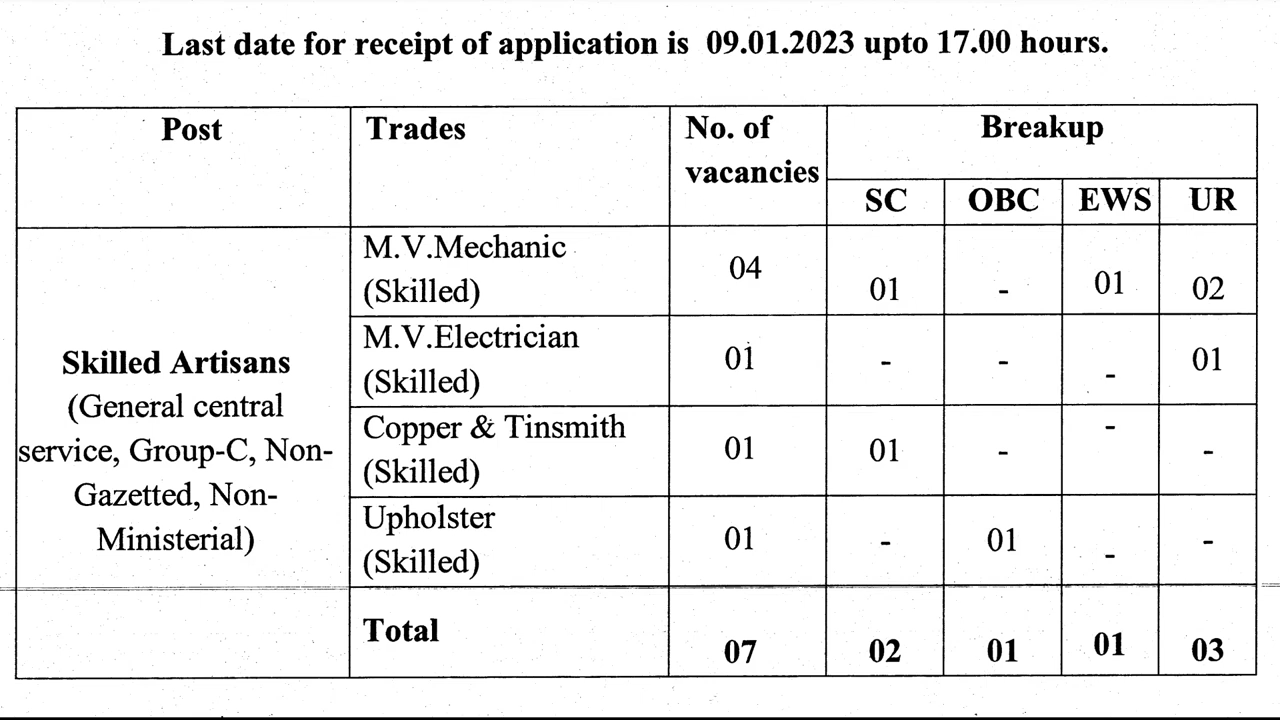 Last date for receipt of application is 09.01.2023 upto 17.00 hours.
Post Trades No. of vacancies Breakup
SC OBC EWS UR
Skilled Artisans
(General central
service, Group-C, Non-
Gazetted, Non-
Ministerial)
M.V.Mechanic
(Skilled)
04 01 - 01 02
M.V.Electrician
(Skilled)
01 - - - 01
Copper & Tinsmith
(Skilled)
01 01 - - -
Upholster
(Skilled)
01 - 01 - -
Total 07 02 01 01 03